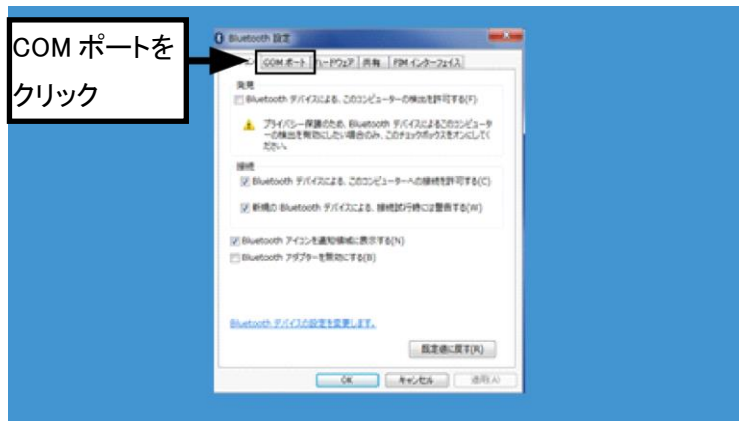 COM ポートを
クリック
Bluetooth 設定
COM ポート ハードウェア 共有 PIM インターフェイス
発見
Bluetooth デバイスによる、このコンピューターの検出を許可する(F)
プライバシー保護のため、Bluetooth デバイスによるこのコンピュータ
ーの検出を有効にしたい場合のみ、このチェックボックスをオンにしてく
ださい。
接続
Bluetooth デバイスによる、このコンピューターへの接続を許可する(C)
新規の Bluetooth デバイスによる、接続試行時には警告する(W)
Bluetooth アイコンを通知領域に表示する(N)
Bluetooth アダプターを無効にする(B)
Bluetooth デバイスの設定を変更します。
既定値に戻す(R)
OK キャンセル 適用(A)